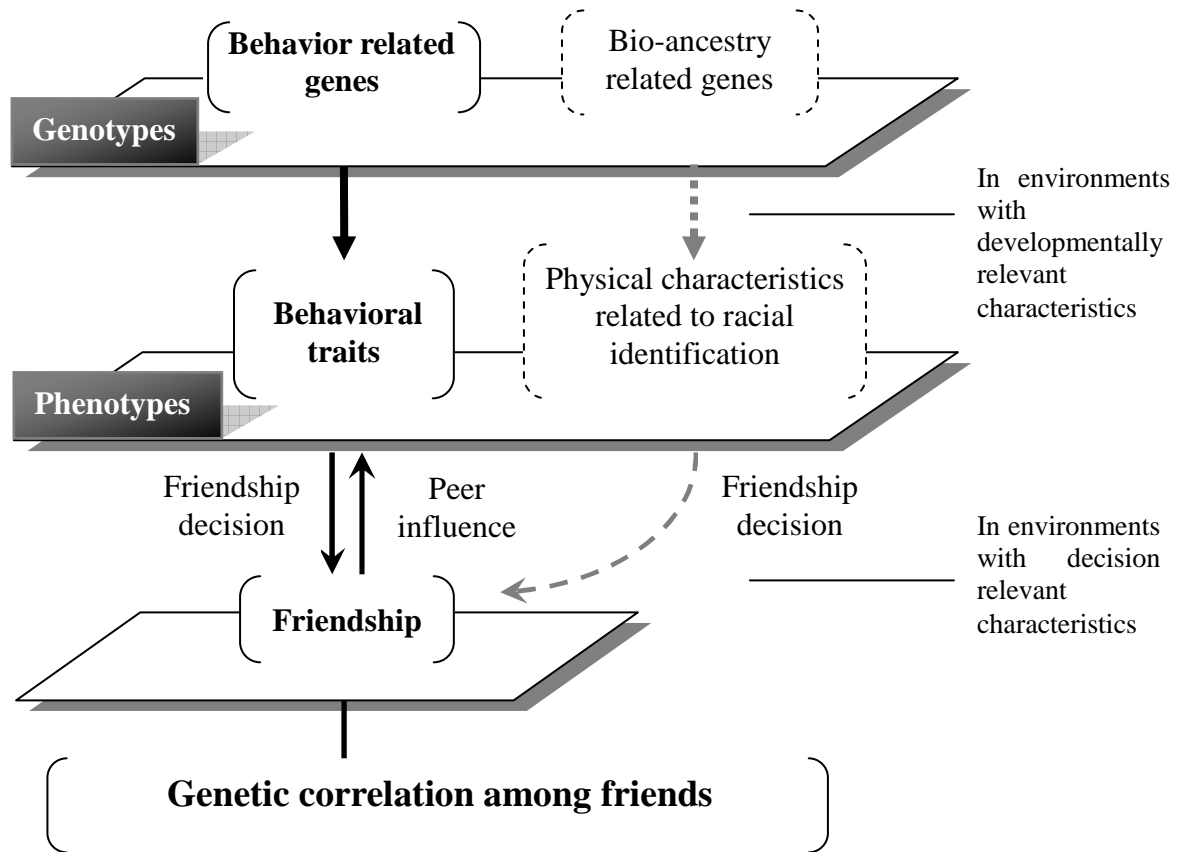 Behavior related
genes
Bio-ancestry
related genes
Genotypes
In environments
with
developmentally
relevant
characteristics
Behavioral
traits
Physical characteristics
related to racial
identification
Phenotypes
Friendship
decision
Peer
influence
Friendship
decision
In environments
with decision
relevant
characteristics
Friendship
Genetic correlation among friends